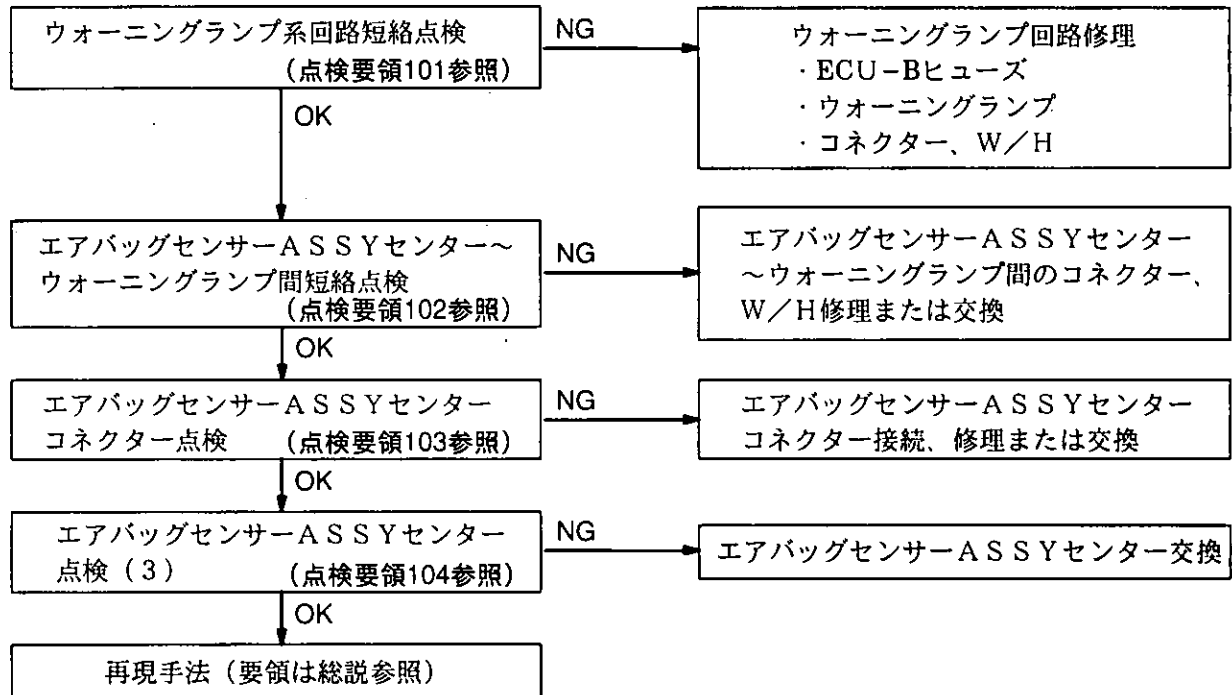 ウォーニングランプ系回路短絡点検
(点検要領101参照)
NG
ウォーニングランプ回路修理
・ECU−Bヒューズ
・ウォーニングランプ
・コネクター、W／H
OK
エアバッグセンサーＡＳＳＹセンター～
ウォーニングランプ間短絡点検
(点検要領102参照)
NG
エアバッグセンサーＡＳＳＹセンター
～ウォーニングランプ間のコネクター、
W／H修理または交換
OK
エアバッグセンサーＡＳＳＹセンター
コネクター点検 (点検要領103参照)
NG
エアバッグセンサーＡＳＳＹセンター
コネクター接続、修理または交換
OK
エアバッグセンサーＡＳＳＹセンター
点検（3） (点検要領104参照)
NG
エアバッグセンサーＡＳＳＹセンター交換
OK
再現手法（要領は総説参照）